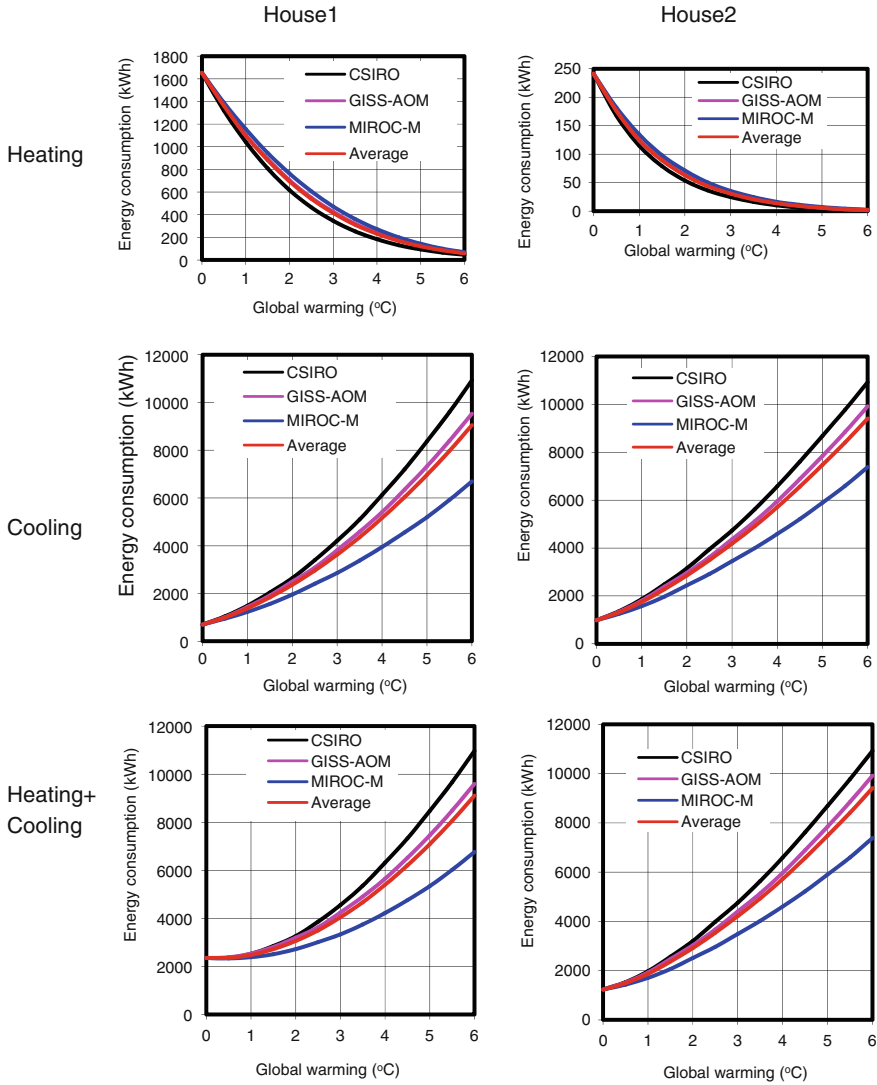 House1
House2
Heating
Energy consumption (kWh)
1800
1600
1400
1200
1000
800
600
400
200
0
CSIRO
GISS-AOM
MIROC-M
Average
0 1 2 3 4 5 6
Global warming (oC)
Energy consumption (kWh)
250
200
150
100
50
0
CSIRO
GISS-AOM
MIROC-M
Average
0 1 2 3 4 5 6
Global warming (oC)
Cooling
Energy consumption (kWh)
12000
10000
8000
6000
4000
2000
0
CSIRO
GISS-AOM
MIROC-M
Average
0 1 2 3 4 5 6
Global warming (oC)
Energy consumption (kWh)
12000
10000
8000
6000
4000
2000
0
CSIRO
GISS-AOM
MIROC-M
Average
0 1 2 3 4 5 6
Global warming (oC)
Heating+
Cooling
Energy consumption (kWh)
12000
10000
8000
6000
4000
2000
0
CSIRO
GISS-AOM
MIROC-M
Average
0 1 2 3 4 5 6
Global warming (oC)
Energy consumption (kWh)
12000
10000
8000
6000
4000
2000
0
CSIRO
GISS-AOM
MIROC-M
Average
0 1 2 3 4 5 6
Global warming (oC)